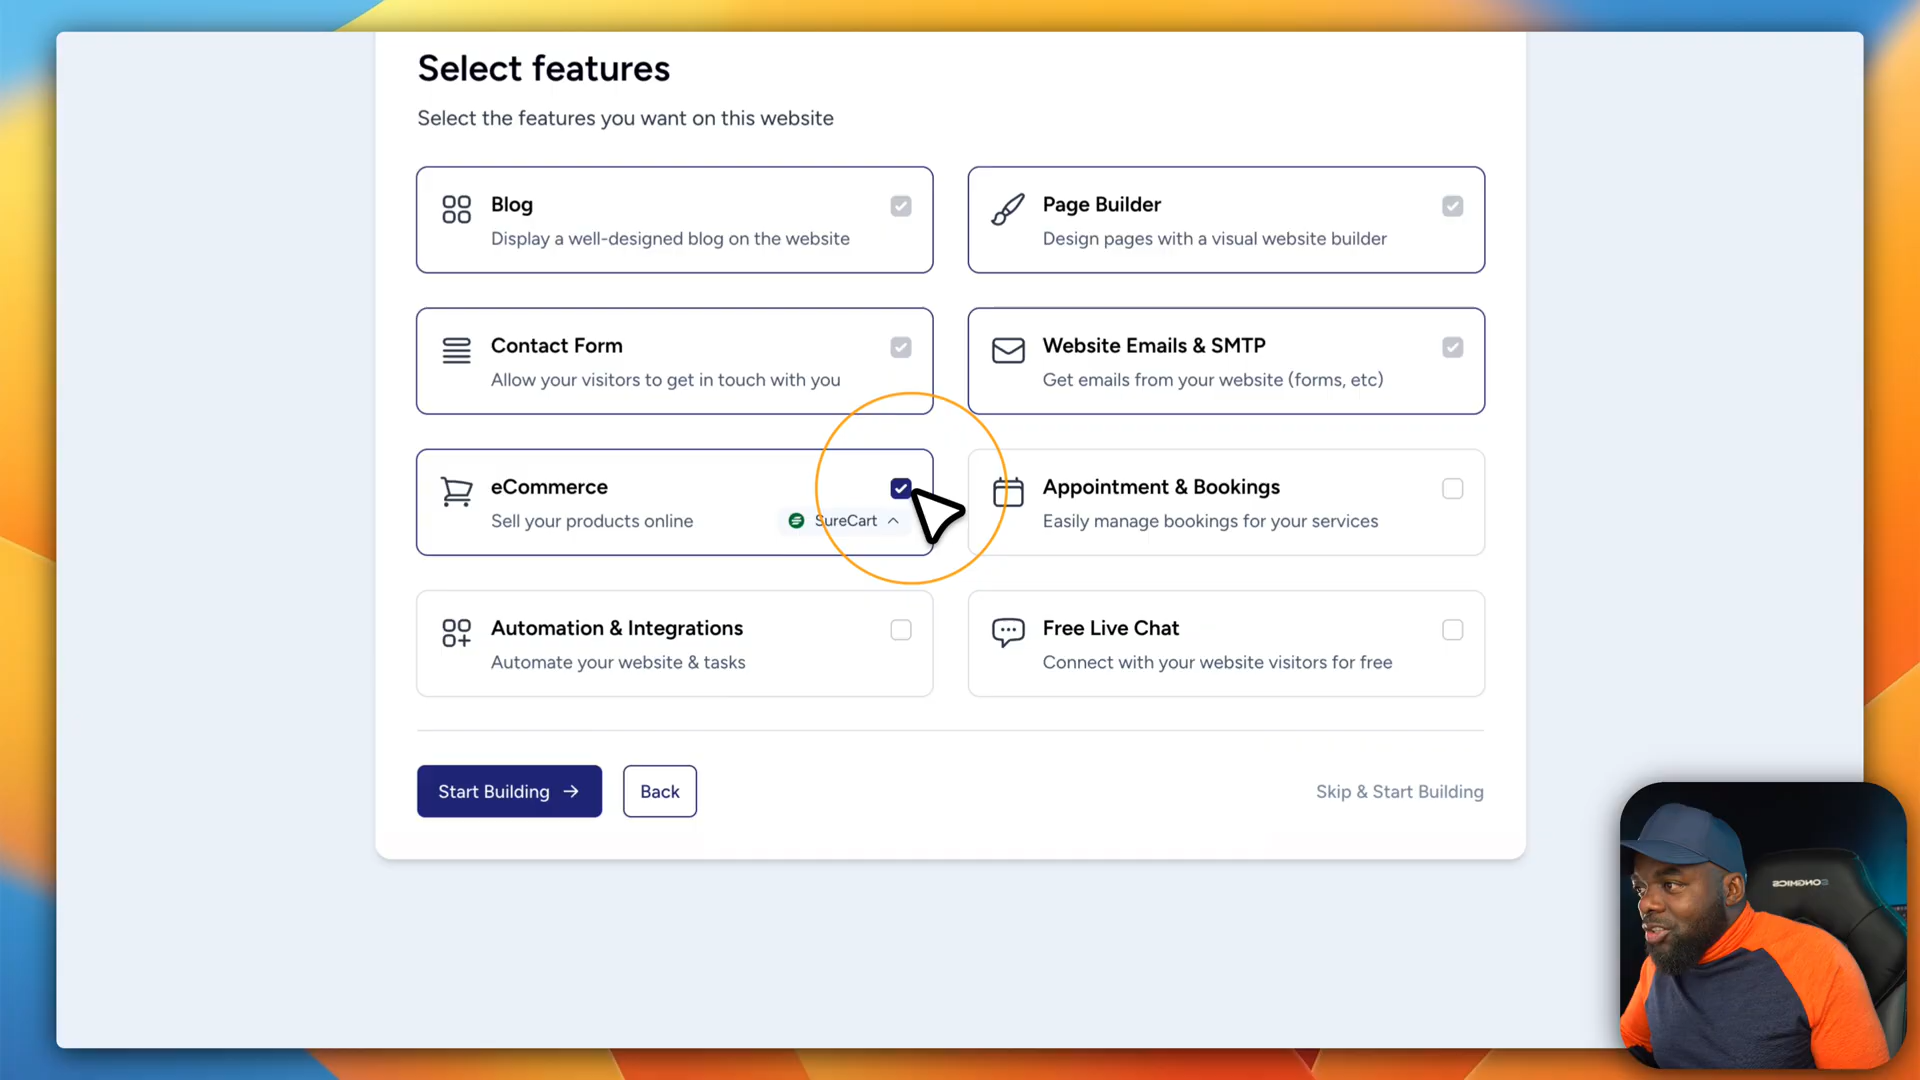 Select features
Select the features you want on this website
Blog
Display a well-designed blog on the website
Page Builder
Design pages with a visual website builder
Contact Form
Allow your visitors to get in touch with you
Website Emails & SMTP
Get emails from your website (forms, etc)
eCommerce
Sell your products online
SureCart
Appointment & Bookings
Easily manage bookings for your services
Automation & Integrations
Automate your website & tasks
Free Live Chat
Connect with your website visitors for free
Start Building
Back
Skip & Start Building